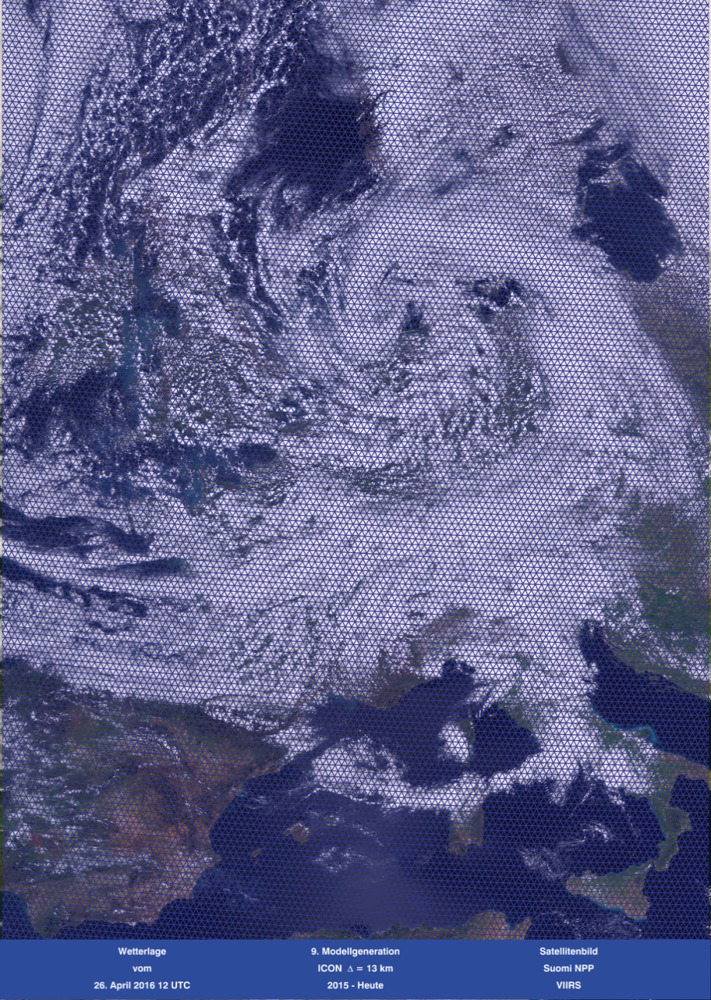 Wetterlage
vom
26. April 2016 12 UTC
9. Modellgeneration
ICON Δ = 13 km
2015 - Heute
Satellitenbild
Suomi NPP
VIIRS